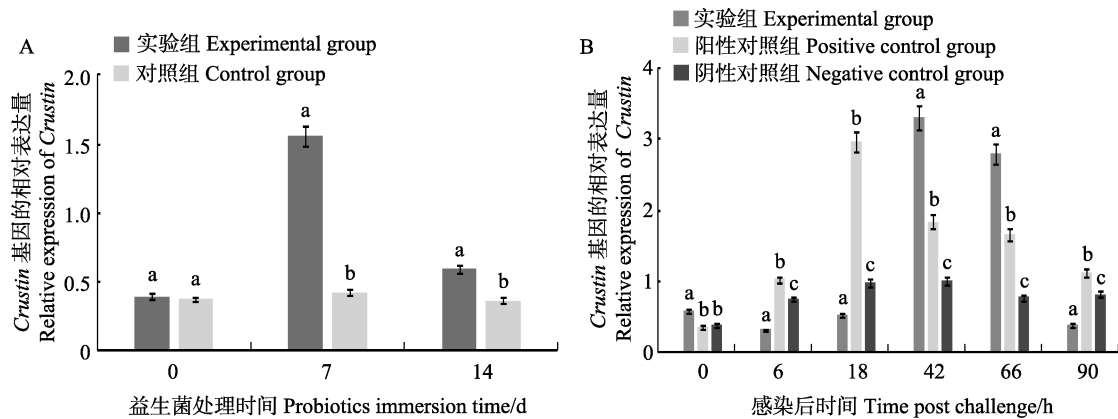 A
实验组 Experimental group
对照组 Control group
Crustin 基因的相对表达量
Relative expression of Crustin
2.0
1.5
1.0
0.5
0
a a
a b
a b
0 7 14
益生菌处理时间 Probiotics immersion time/d
B
实验组 Experimental group
阳性对照组 Positive control group
阴性对照组 Negative control group
Crustin 基因的相对表达量
Relative expression of Crustin
4
3
2
1
0
a b b
a b c
a b c
a b c
a b c
a b c
0 6 18 42 66 90
感染后时间 Time post challenge/h